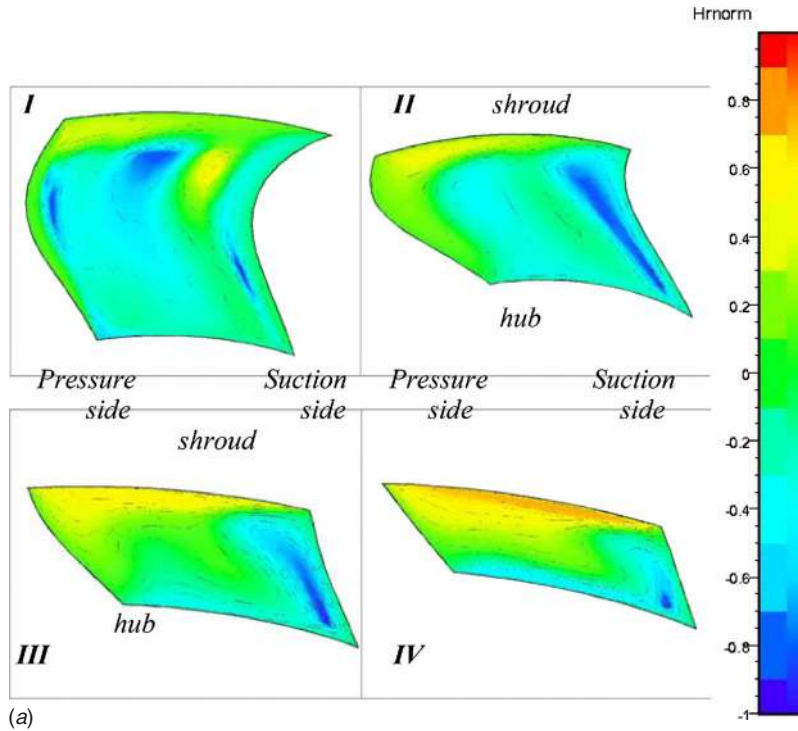 Hrnorm
I
II
shroud
hub
Pressure
side
Suction
side
Pressure
side
Suction
side
shroud
hub
III
IV
(a)
0.8
0.6
0.4
0.2
0
-0.2
-0.4
-0.6
-0.8
-1